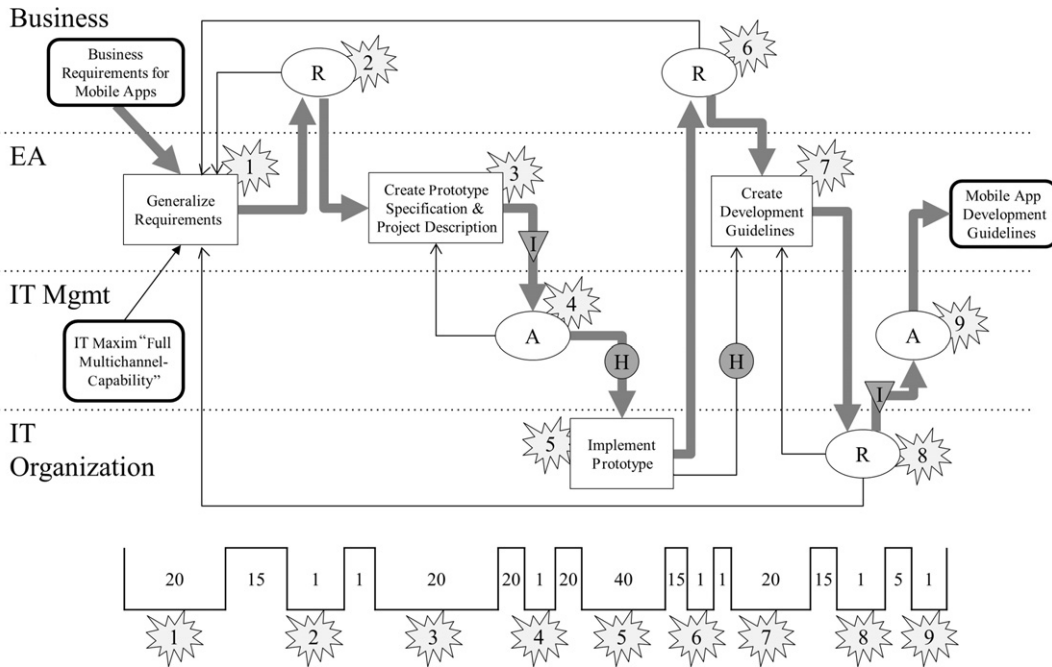 Business
Business
Requirements for
Mobile Apps
R
2
R
6
EA
1
Generalize
Requirements
3
Create Prototype
Specification &
Project Description
I
7
Create
Development
Guidelines
Mobile App
Development
Guidelines
IT Mgmt
IT Maxim “Full
Multichannel-
Capability”
4
A
H
H
9
A
I
IT
Organization
5
Implement
Prototype
R
8
20 15 1 1 20 20 1 20 40 15 1 1 20 15 1 5 1
1 2 3 4 5 6 7 8 9